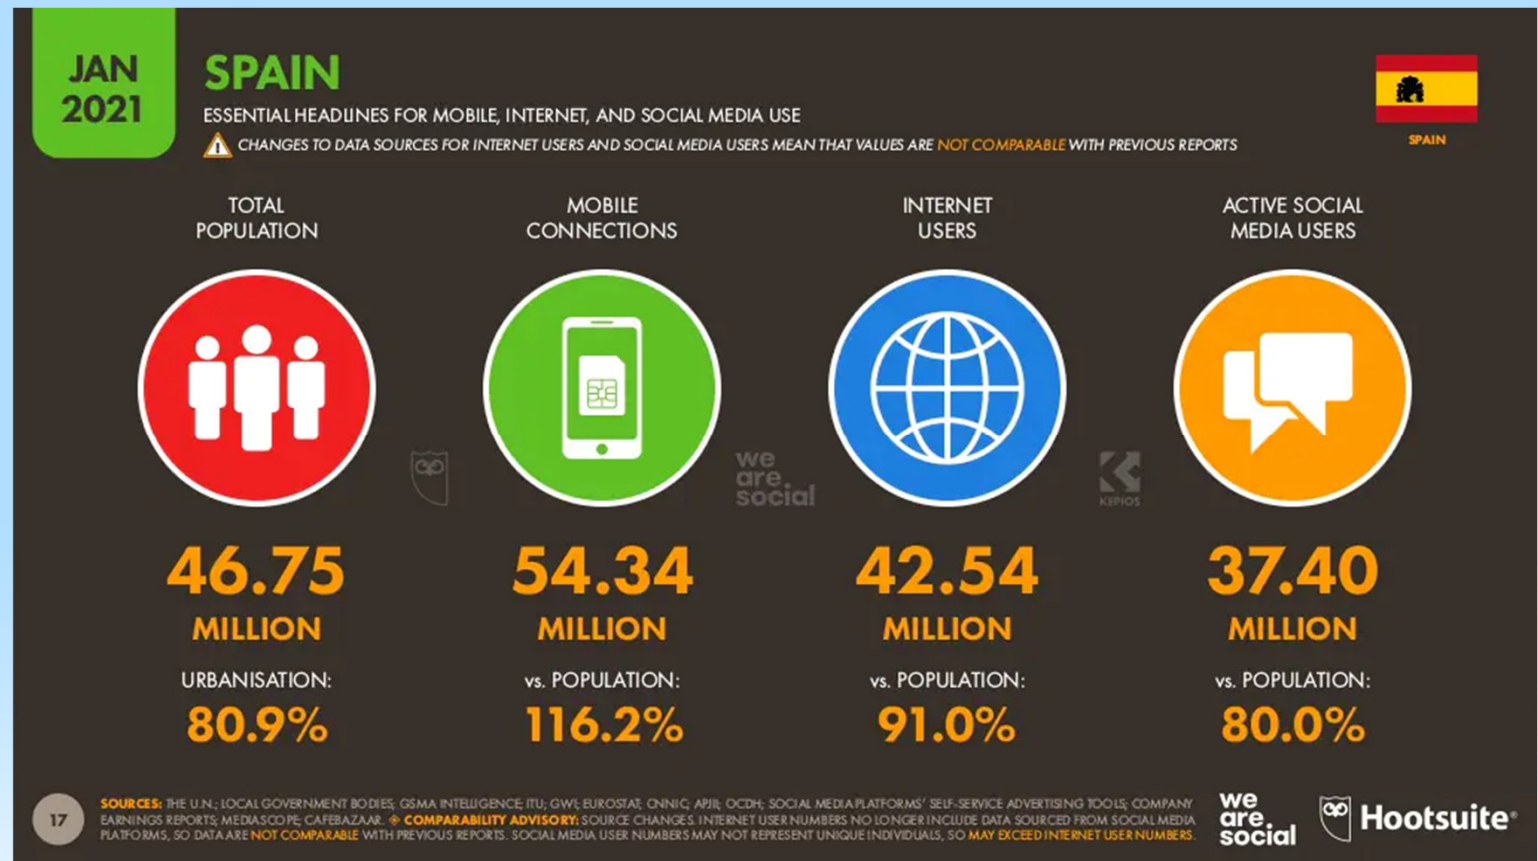 JAN
2021
SPAIN
ESSENTIAL HEADLINES FOR MOBILE, INTERNET, AND SOCIAL MEDIA USE
CHANGES TO DATA SOURCES FOR INTERNET USERS AND SOCIAL MEDIA USERS MEAN THAT VALUES ARE NOT COMPARABLE WITH PREVIOUS REPORTS
SPAIN
TOTAL
POPULATION
MOBILE
CONNECTIONS
INTERNET
USERS
ACTIVE SOCIAL
MEDIA USERS
we
are
social
KEPIOS
46.75
MILLION
URBANISATION:
80.9%
54.34
MILLION
vs. POPULATION:
116.2%
42.54
MILLION
vs. POPULATION:
91.0%
37.40
MILLION
vs. POPULATION:
80.0%
17
SOURCES: THE U.N.; LOCAL GOVERNMENT BODIES; GSMA INTELLIGENCE; ITU; GWI; EUROSTAT; CNNIC; APJII; OCDH; SOCIAL MEDIA PLATFORMS' SELF-SERVICE ADVERTISING TOOLS; COMPANY
EARNINGS REPORTS; MEDIASCOPE; CAFEBAZAAR. ◈ COMPARABILITY ADVISORY: SOURCE CHANGES. INTERNET USER NUMBERS NO LONGER INCLUDE DATA SOURCED FROM SOCIAL MEDIA
PLATFORMS, SO DATA ARE NOT COMPARABLE WITH PREVIOUS REPORTS. SOCIAL MEDIA USER NUMBERS MAY NOT REPRESENT UNIQUE INDIVIDUALS, SO MAY EXCEED INTERNET USER NUMBERS.
we
are
social
Hootsuite®